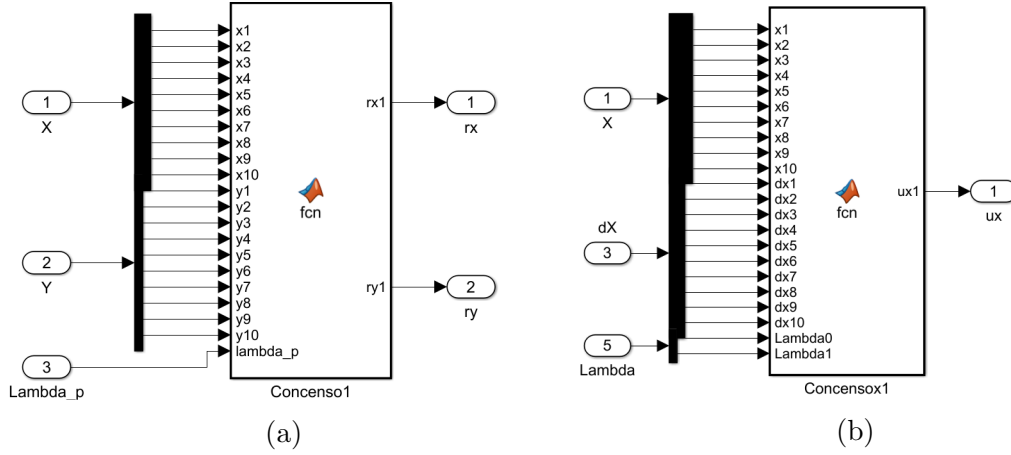 1
X
2
Y
3
Lambda_p
x1
x2
x3
x4
x5
x6
x7
x8
x9
x10
y1
y2
y3
y4
y5
y6
y7
y8
y9
y10
lambda_p
fcn
rx1
ry1
Concenso1
1
rx
2
ry
(a)
1
X
dX
3
5
Lambda
x1
x2
x3
x4
x5
x6
x7
x8
x9
x10
dx1
dx2
dx3
dx4
dx5
dx6
dx7
dx8
dx9
dx10
Lambda0
Lambda1
fcn
ux1
Concensox1
1
ux
(b)